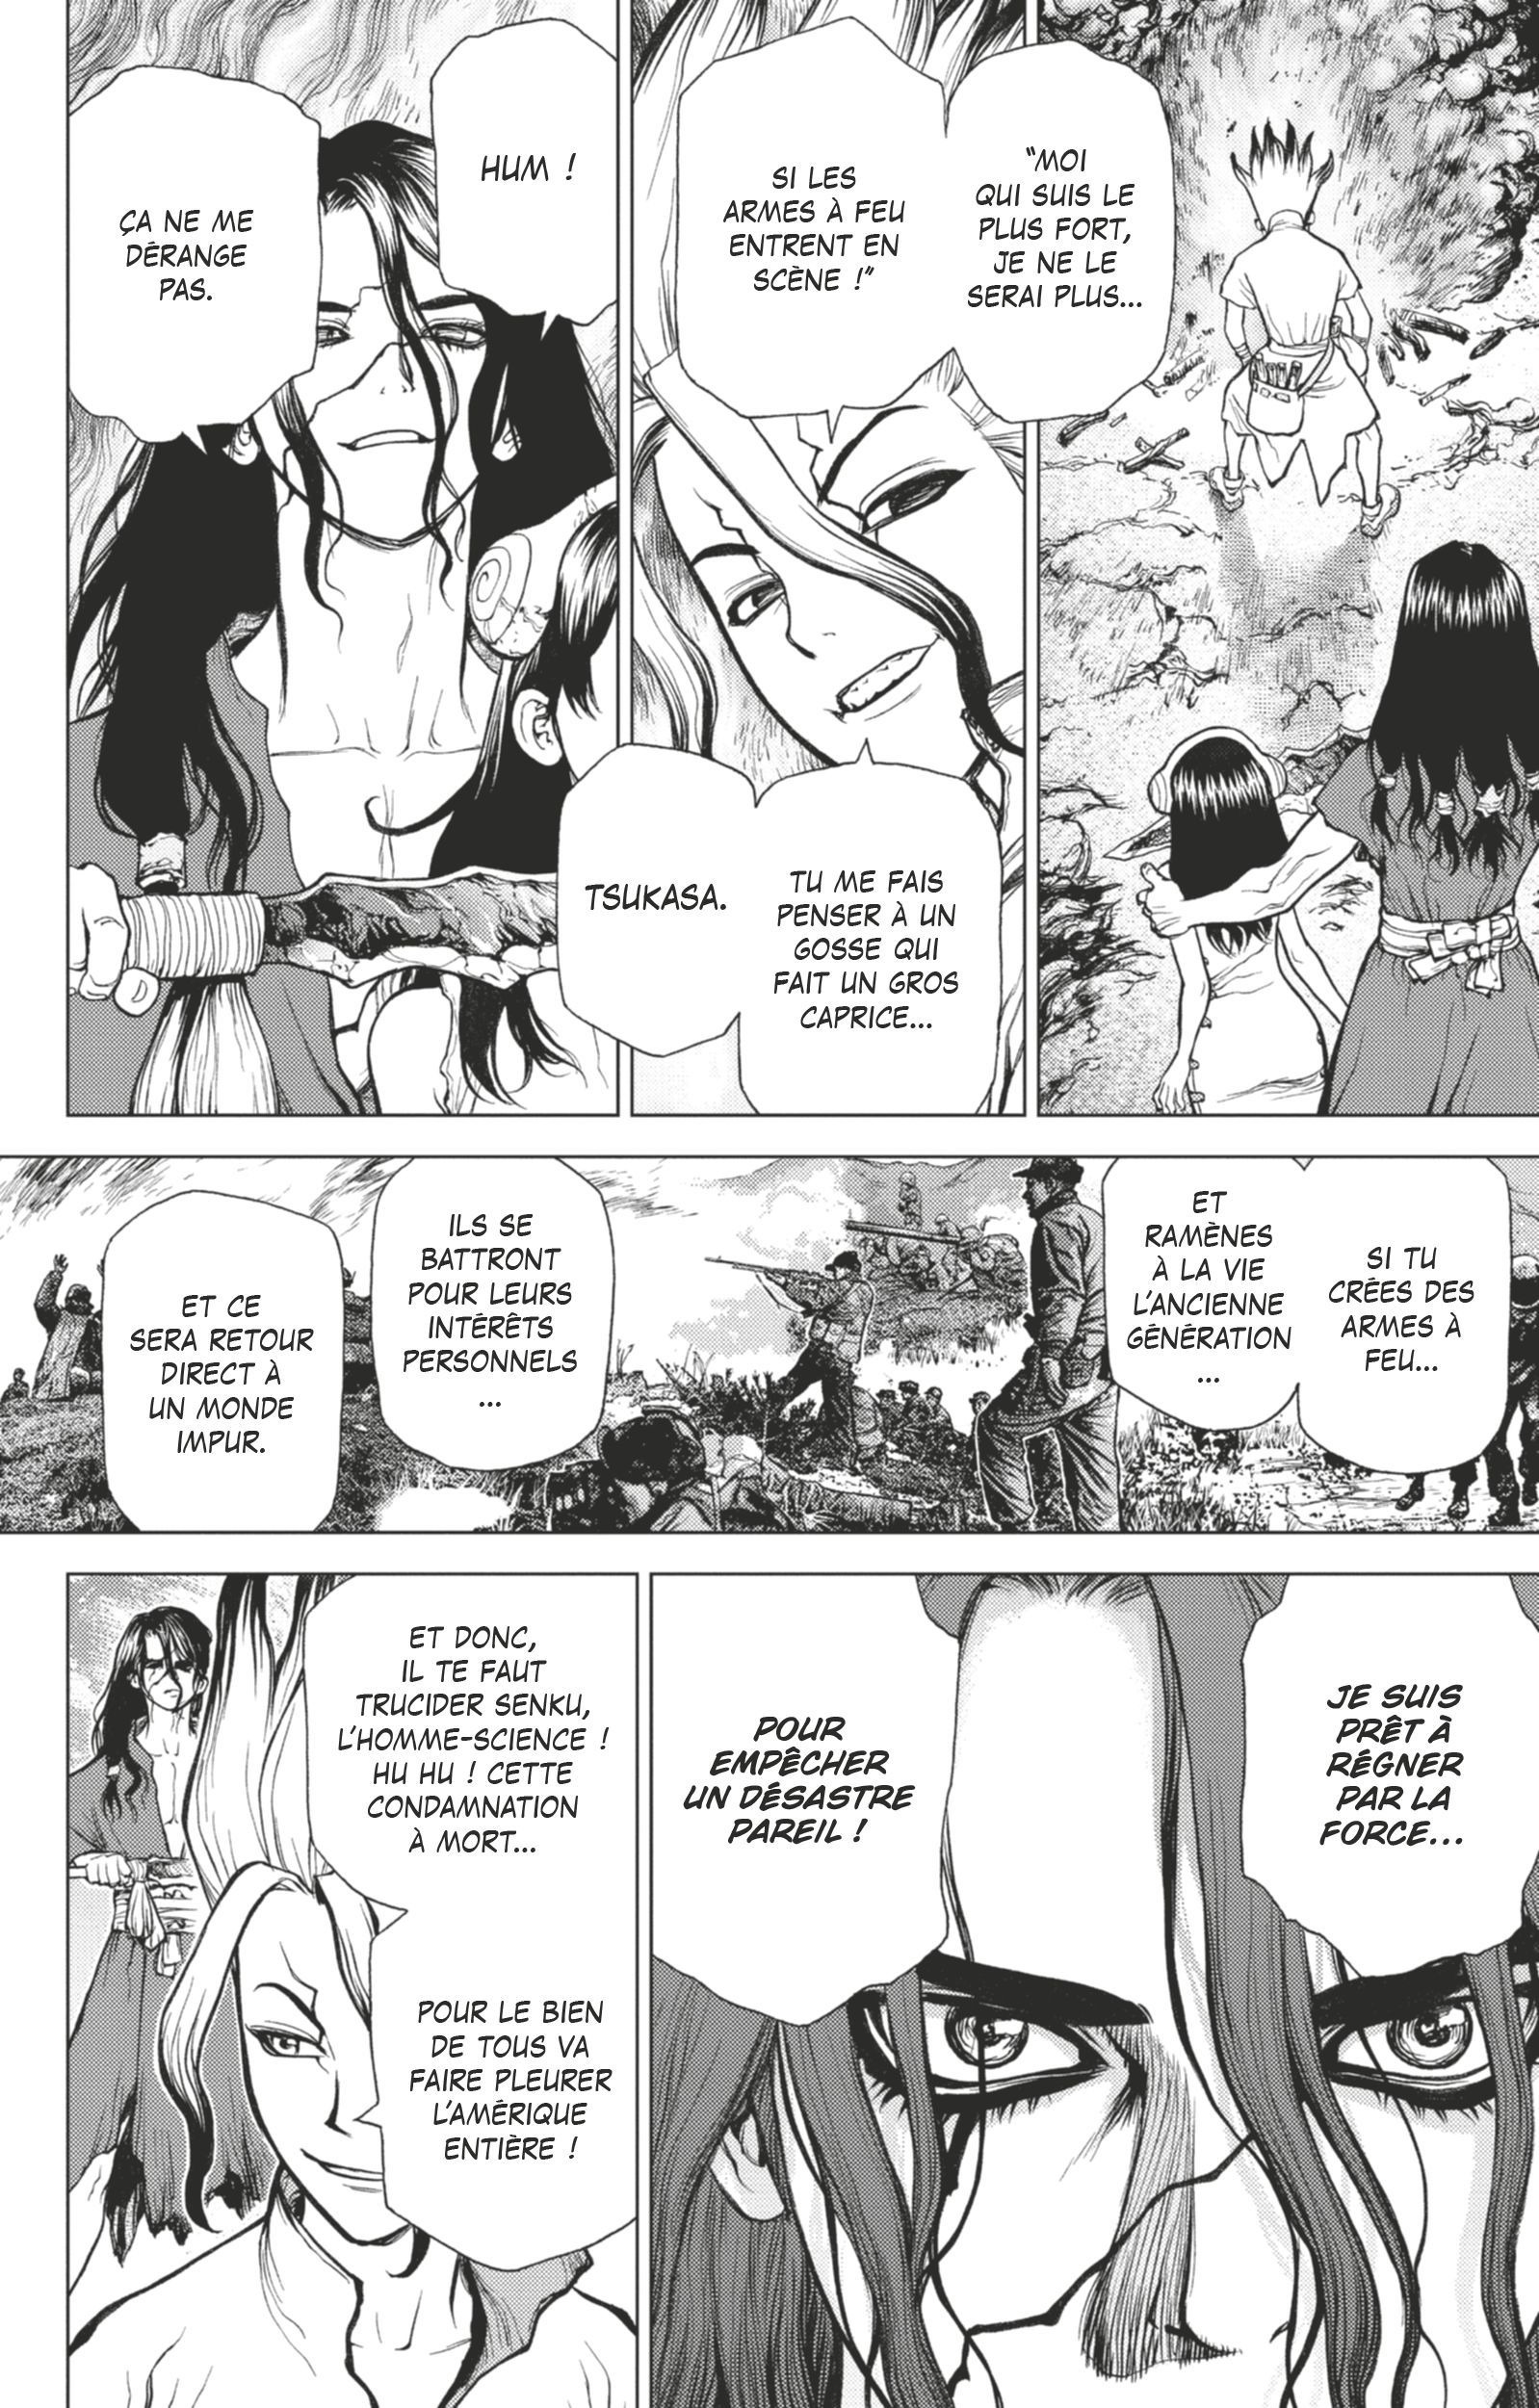 “MOI
QUI SUIS LE
PLUS FORT,
JE NE LE
SERAI PLUS...
SI LES
ARMES À FEU
ENTRENT EN
SCÈNE !”
TU ME FAIS
PENSER À UN
GOSSE QUI
FAIT UN GROS
CAPRICE...
TSUKASA.
HUM !
ÇA NE ME
DÉRANGE
PAS.
SI TU
CRÉES DES
ARMES À
FEU...
ET
RAMÈNES
À LA VIE
L’ANCIENNE
GÉNÉRATION
...
ILS SE
BATTRONT
POUR LEURS
INTÉRÊTS
PERSONNELS
...
ET CE
SERA RETOUR
DIRECT À
UN MONDE
IMPUR.
JE SUIS
PRÊT À
RÉGNER
PAR LA
FORCE...
POUR
EMPÊCHER
UN DÉSASTRE
PAREIL !
ET DONC,
IL TE FAUT
TRUCIDER SENKU,
L’HOMME-SCIENCE !
HU HU ! CETTE
CONDAMNATION
À MORT...
POUR LE BIEN
DE TOUS VA
FAIRE PLEURER
L’AMÉRIQUE
ENTIÈRE !